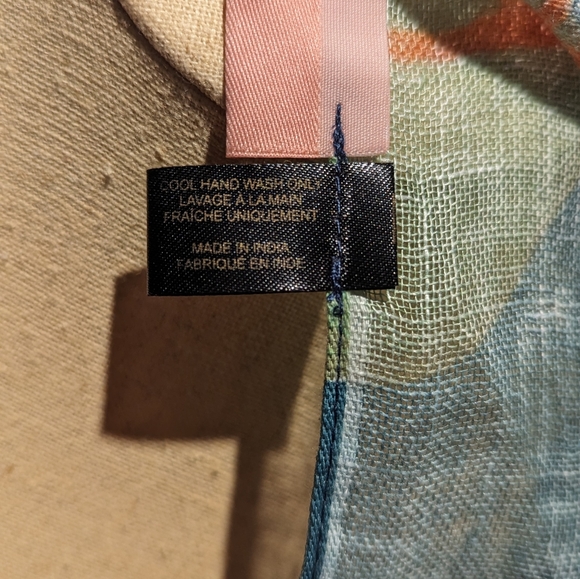 COOL HAND WASH ONLY
LAVAGE À LA MAIN
FRAÎCHE UNIQUEMENT
MADE IN INDIA
FABRIQUÉ EN INDE